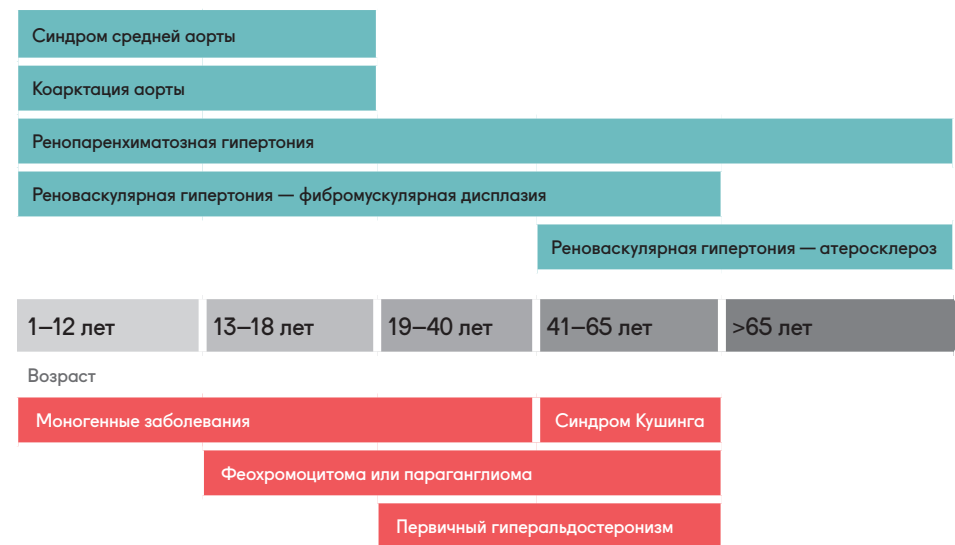 Синдром средней аорты
Коарктация аорты
Ренопаренхиматозная гипертония
Реноваскулярная гипертония — фибромускулярная дисплазия
Реноваскулярная гипертония — атеросклероз
1–12 лет
13–18 лет
19–40 лет
41–65 лет
>65 лет
Возраст
Моногенные заболевания
Синдром Кушинга
Феохромоцитома или параганглиома
Первичный гиперальдостеронизм